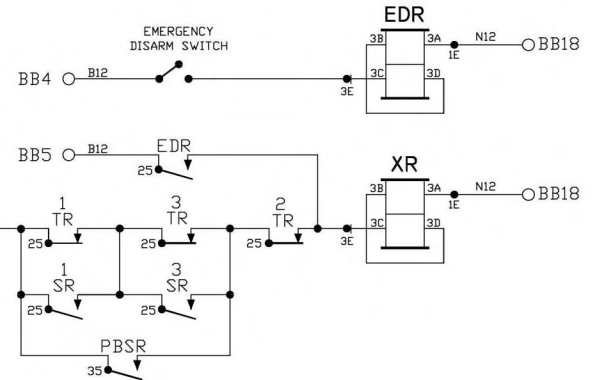 EDR
EMERGENCY
DISARM SWITCH
3B 3A N12 BB18
1E
BB4 B12
3C 3D
3E
BB5 B12 EDR
25
XR
3B 3A N12 BB18
1E
1 3 2
TR TR TR
3C 3D
25 25 25 3E
1 3
SR SR
25 25
PBSR
35